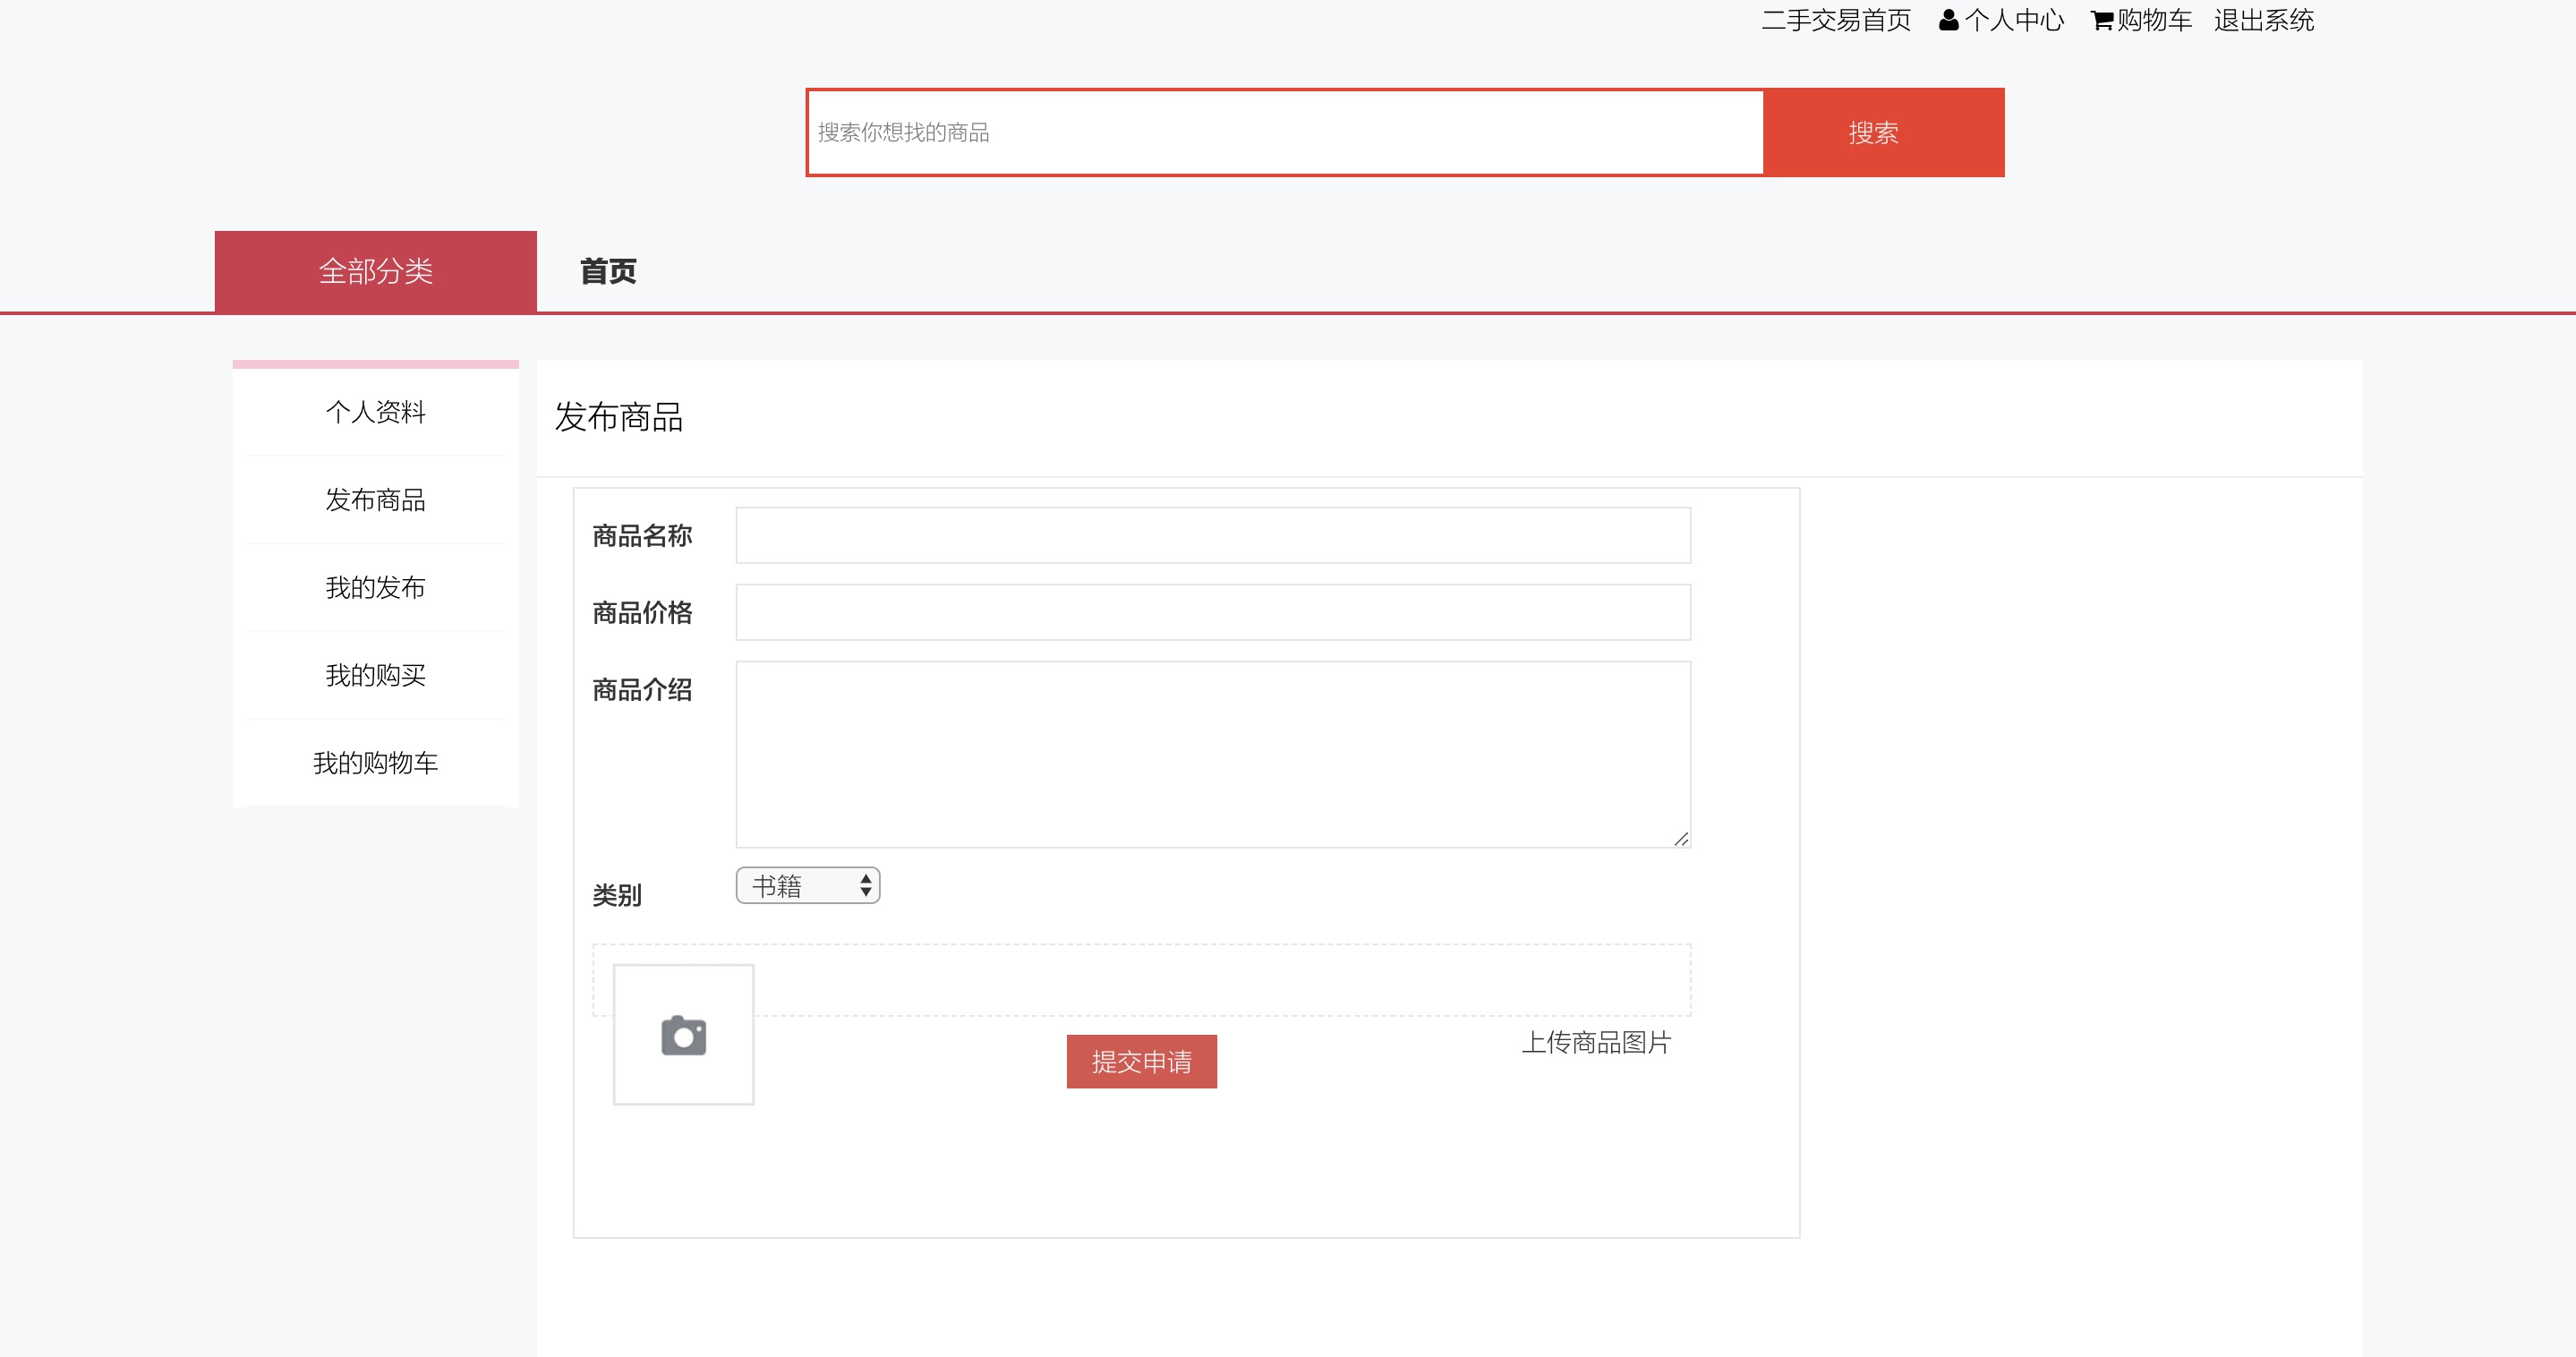 二手交易首页 个人中心 购物车 退出系统
搜索你想找的商品 搜索
全部分类 首页
个人资料
发布商品
我的发布
我的购买
我的购物车
发布商品
商品名称
商品价格
商品介绍
类别 书籍
上传商品图片
提交申请